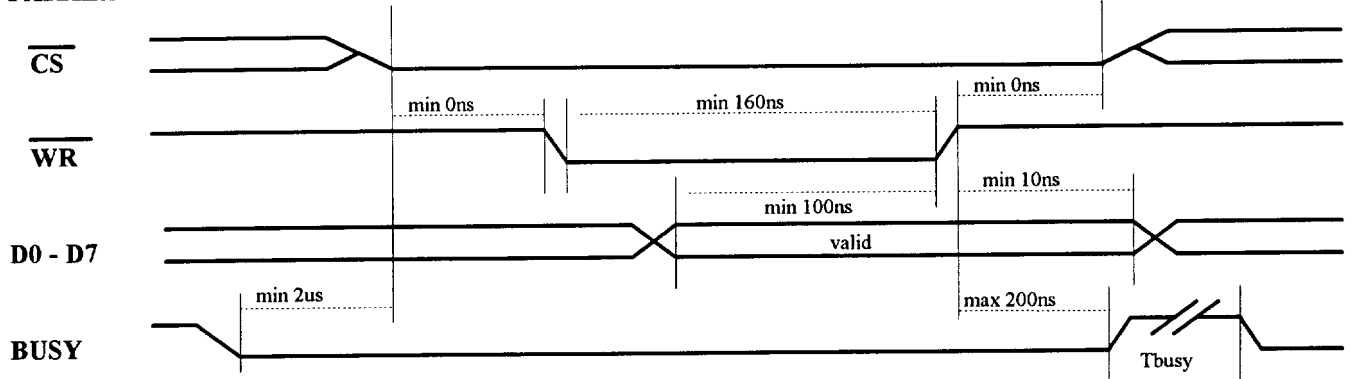 CS
min 0ns
min 160ns
min 0ns
WR
min 10ns
min 100ns
D0 - D7
valid
min 2us
max 200ns
BUSY
Tbusy